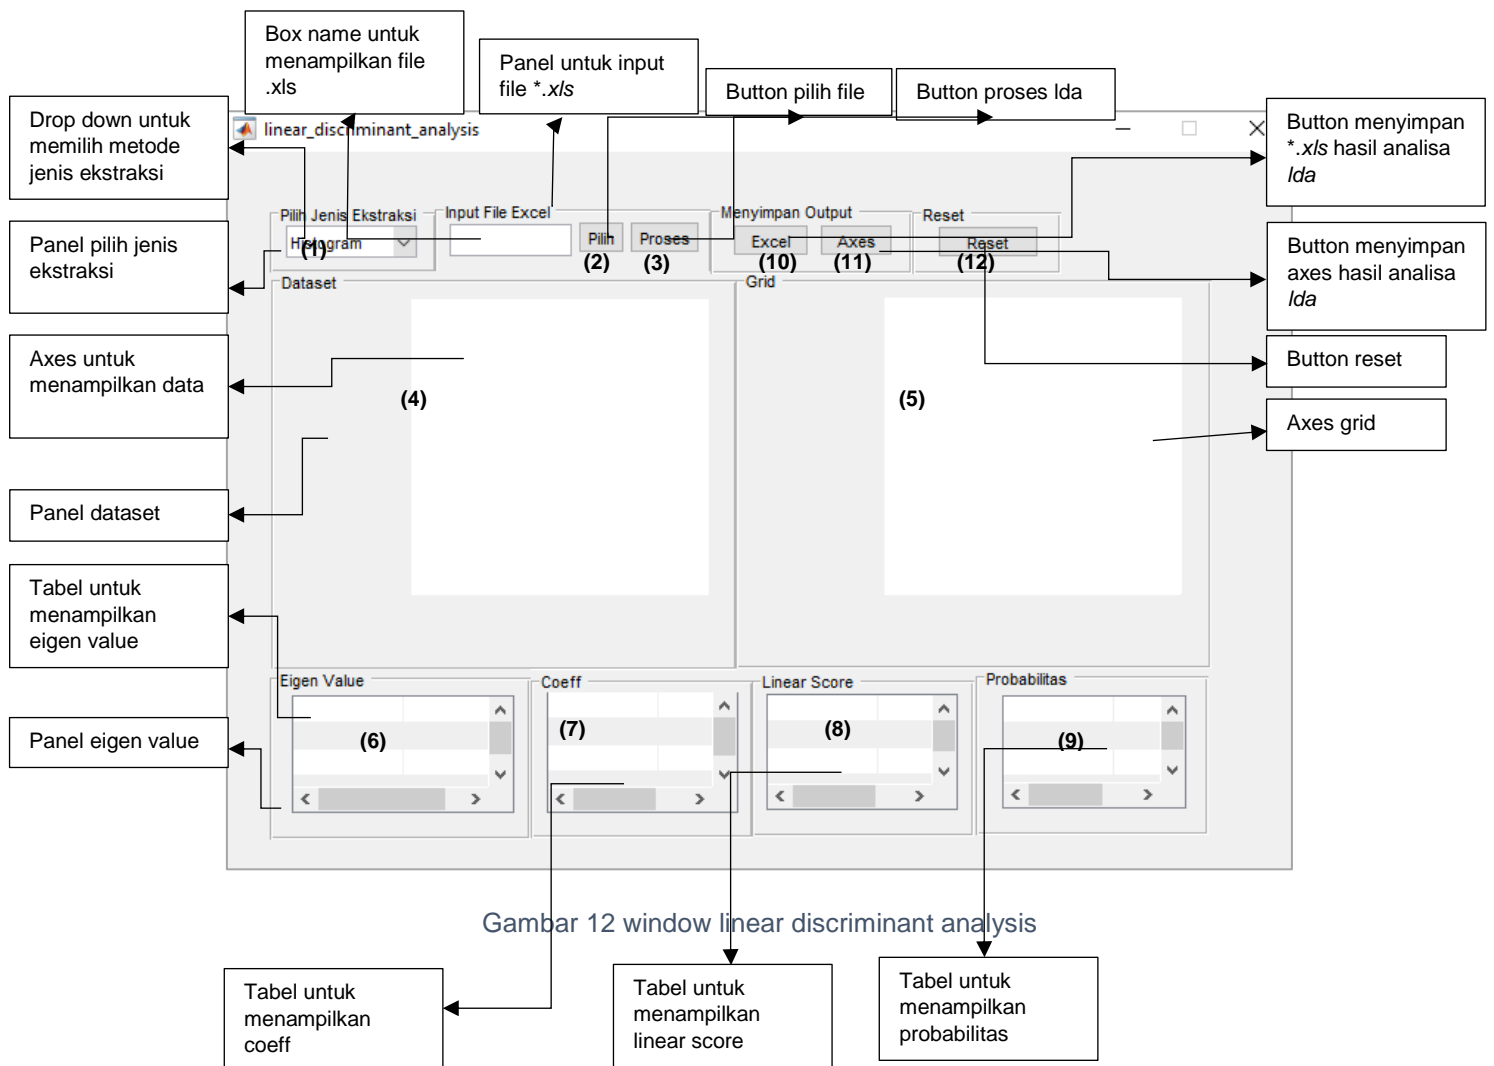 Box name untuk
menampilkan file
.xls
Panel untuk input
file *.xls
Button pilih file
Button proses lda
Drop down untuk
memilih metode
jenis ekstraksi
linear_discriminant_analysis
Button menyimpan
*.xls hasil analisa
lda
Panel pilih jenis
ekstraksi
Pilih Jenis Ekstraksi
Histogram
(1)
Input File Excel
Pilih
(2)
Proses
(3)
Menyimpan Output
Excel
(10)
Axes
(11)
Reset
Reset
(12)
Button menyimpan
axes hasil analisa
lda
Dataset
Grid
Axes untuk
menampilkan data
(4)
(5)
Button reset
Axes grid
Panel dataset
Tabel untuk
menampilkan
eigen value
Eigen Value
(6)
Coeff
(7)
Linear Score
(8)
Probabilitas
(9)
Panel eigen value
Gambar 12 window linear discriminant analysis
Tabel untuk
menampilkan
coeff
Tabel untuk
menampilkan
linear score
Tabel untuk
menampilkan
probabilitas